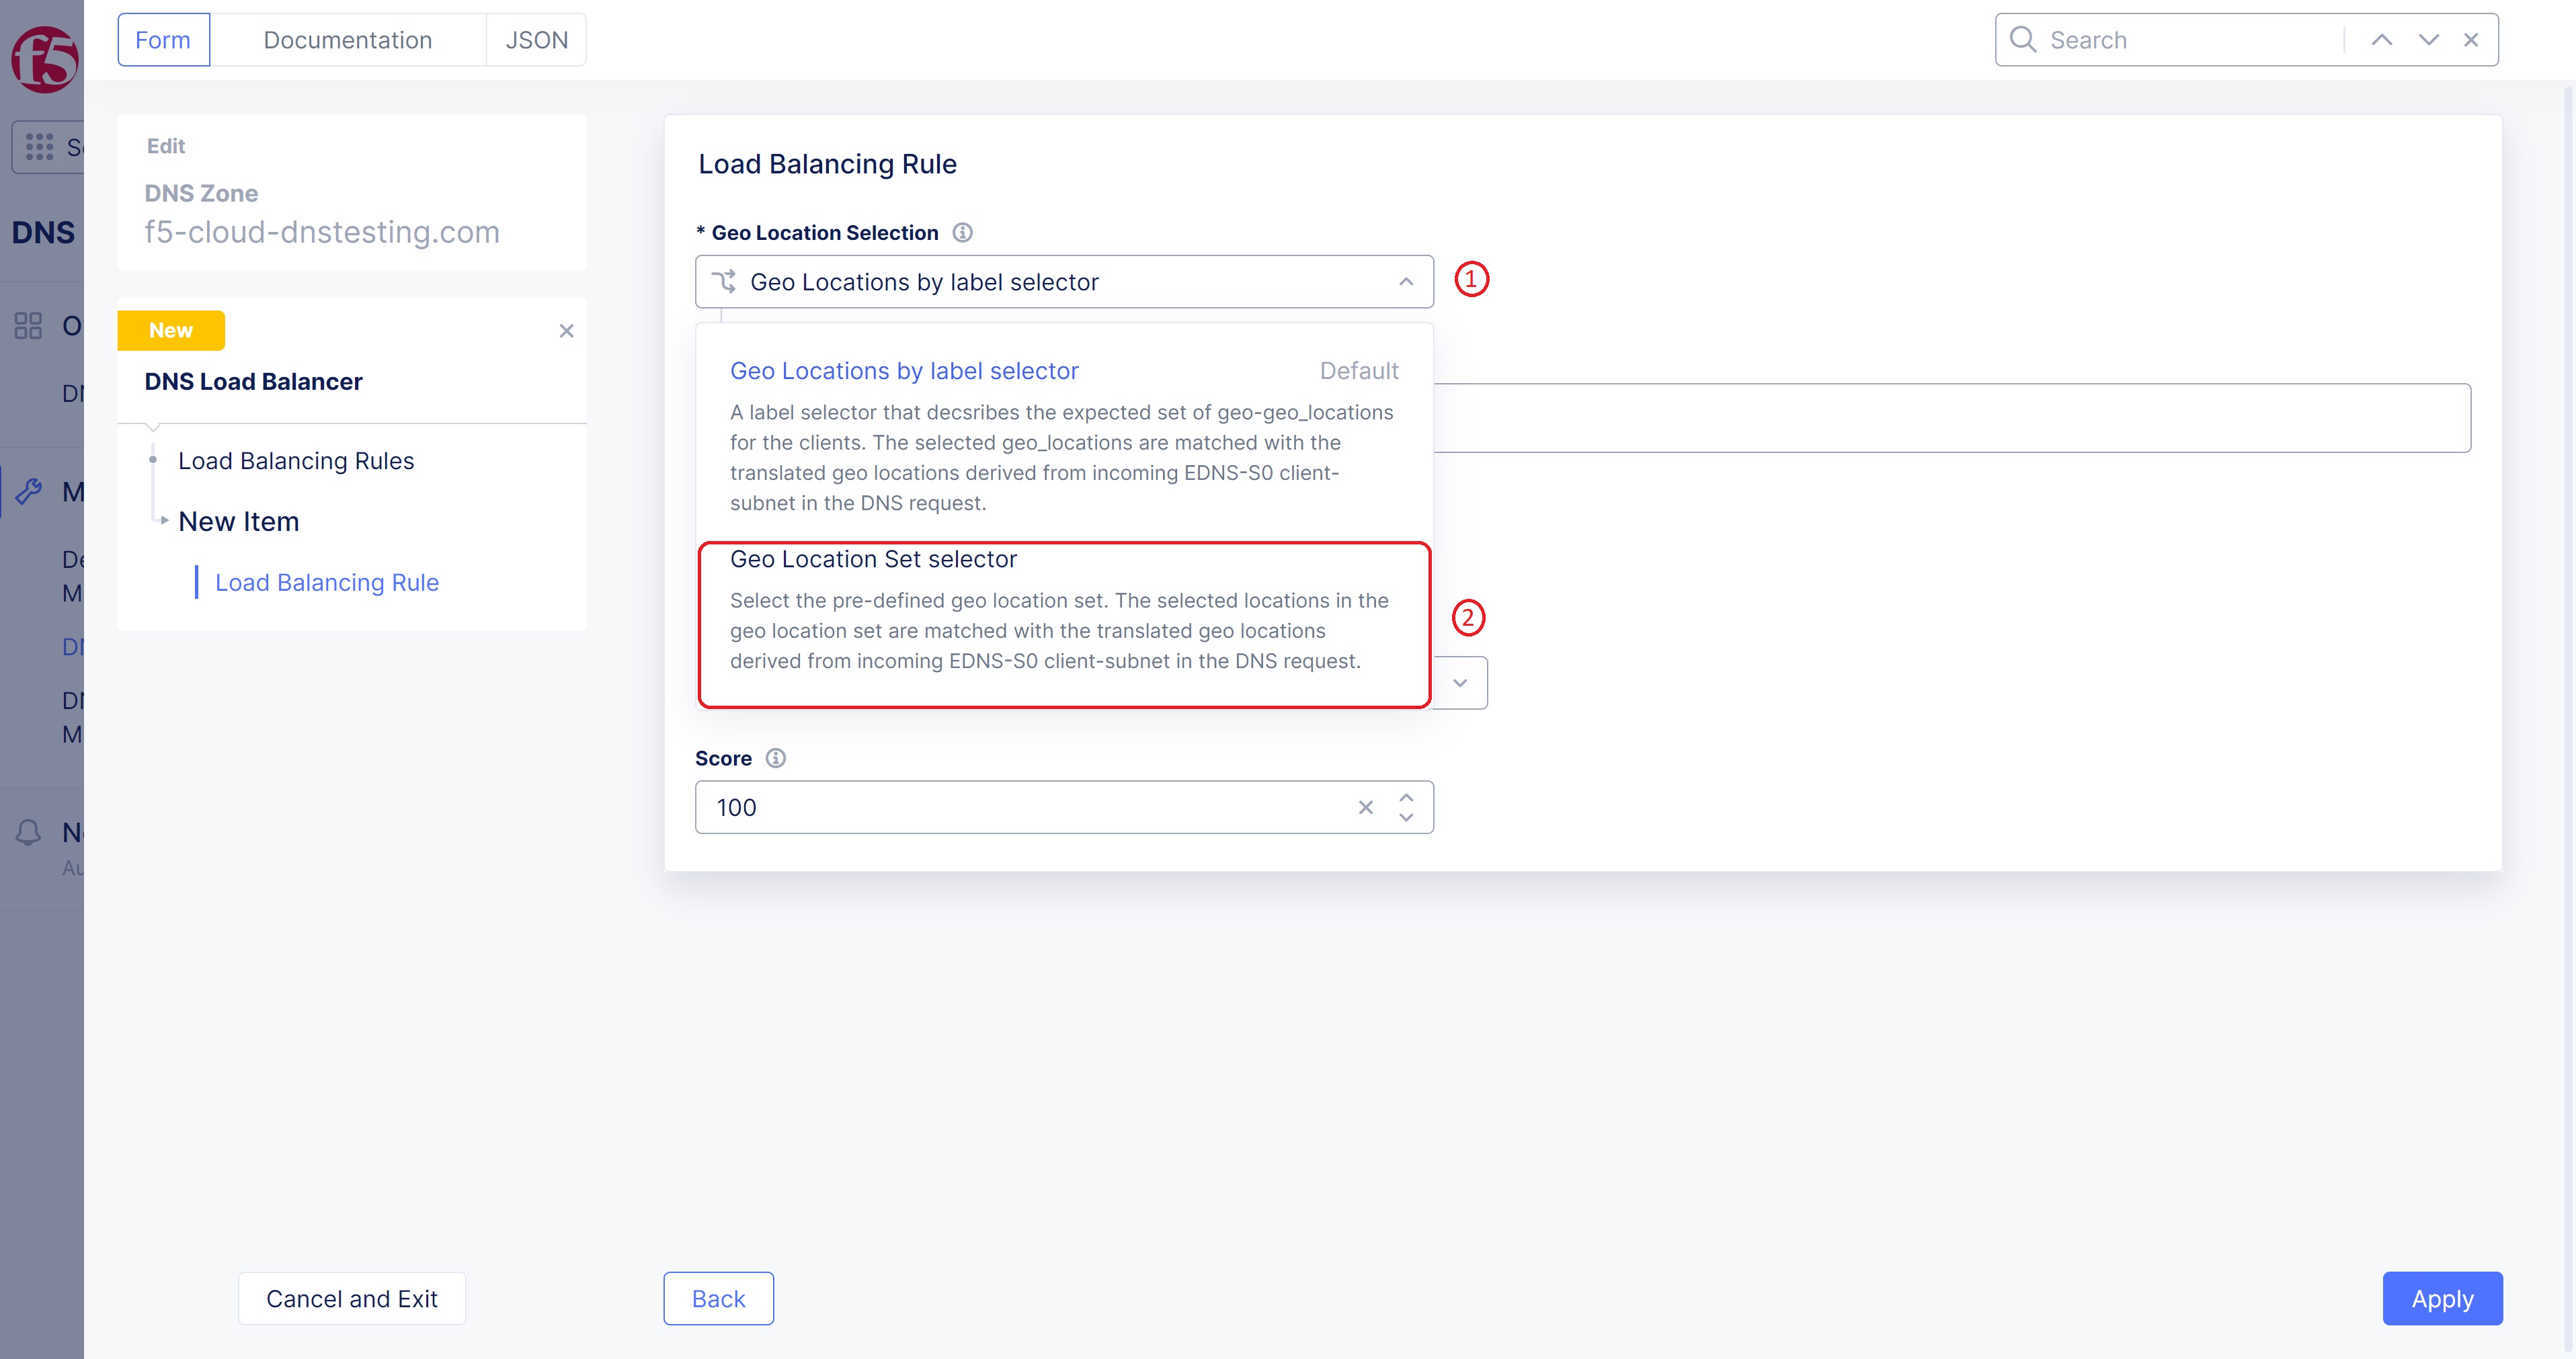 Form
Documentation
JSON
Search
f5
DNS
Edit
DNS Zone
f5-cloud-dnstesting.com
New
DNS Load Balancer
Load Balancing Rules
New Item
Load Balancing Rule
Load Balancing Rule
* Geo Location Selection
Geo Locations by label selector
1
Geo Locations by label selector Default
A label selector that decsribes the expected set of geo-geo_locations
for the clients. The selected geo_locations are matched with the
translated geo locations derived from incoming EDNS-S0 client-
subnet in the DNS request.
Geo Location Set selector
Select the pre-defined geo location set. The selected locations in the
geo location set are matched with the translated geo locations
derived from incoming EDNS-S0 client-subnet in the DNS request.
2
Score
100
Cancel and Exit
Back
Apply